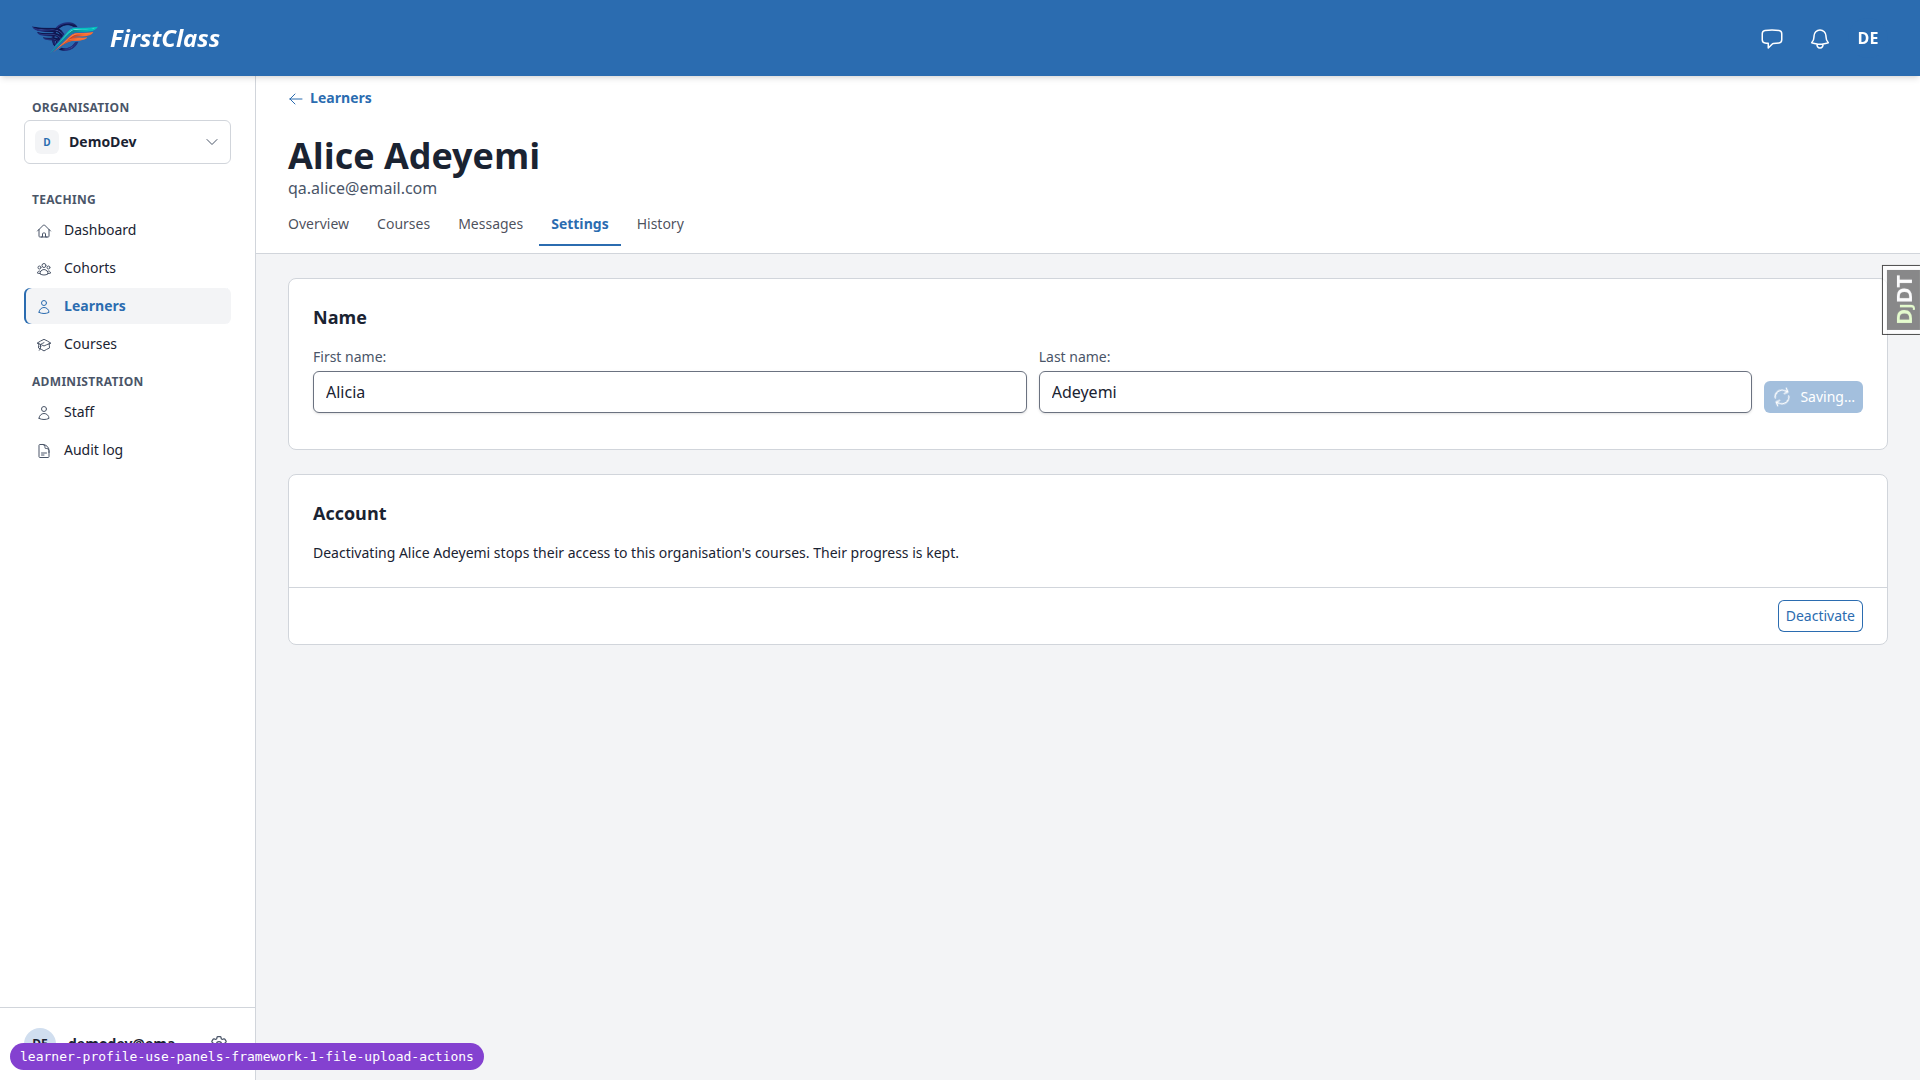 FirstClass
DE
ORGANISATION
D DemoDev
TEACHING
Dashboard
Cohorts
Learners
Courses
ADMINISTRATION
Staff
Audit log
Learners
Alice Adeyemi
qa.alice@email.com
Overview Courses Messages Settings History
Name
First name: Last name:
Alicia Adeyemi Saving...
Account
Deactivating Alice Adeyemi stops their access to this organisation's courses. Their progress is kept.
Deactivate
DjDT
learner-profile-use-panels-framework-1-file-upload-actions